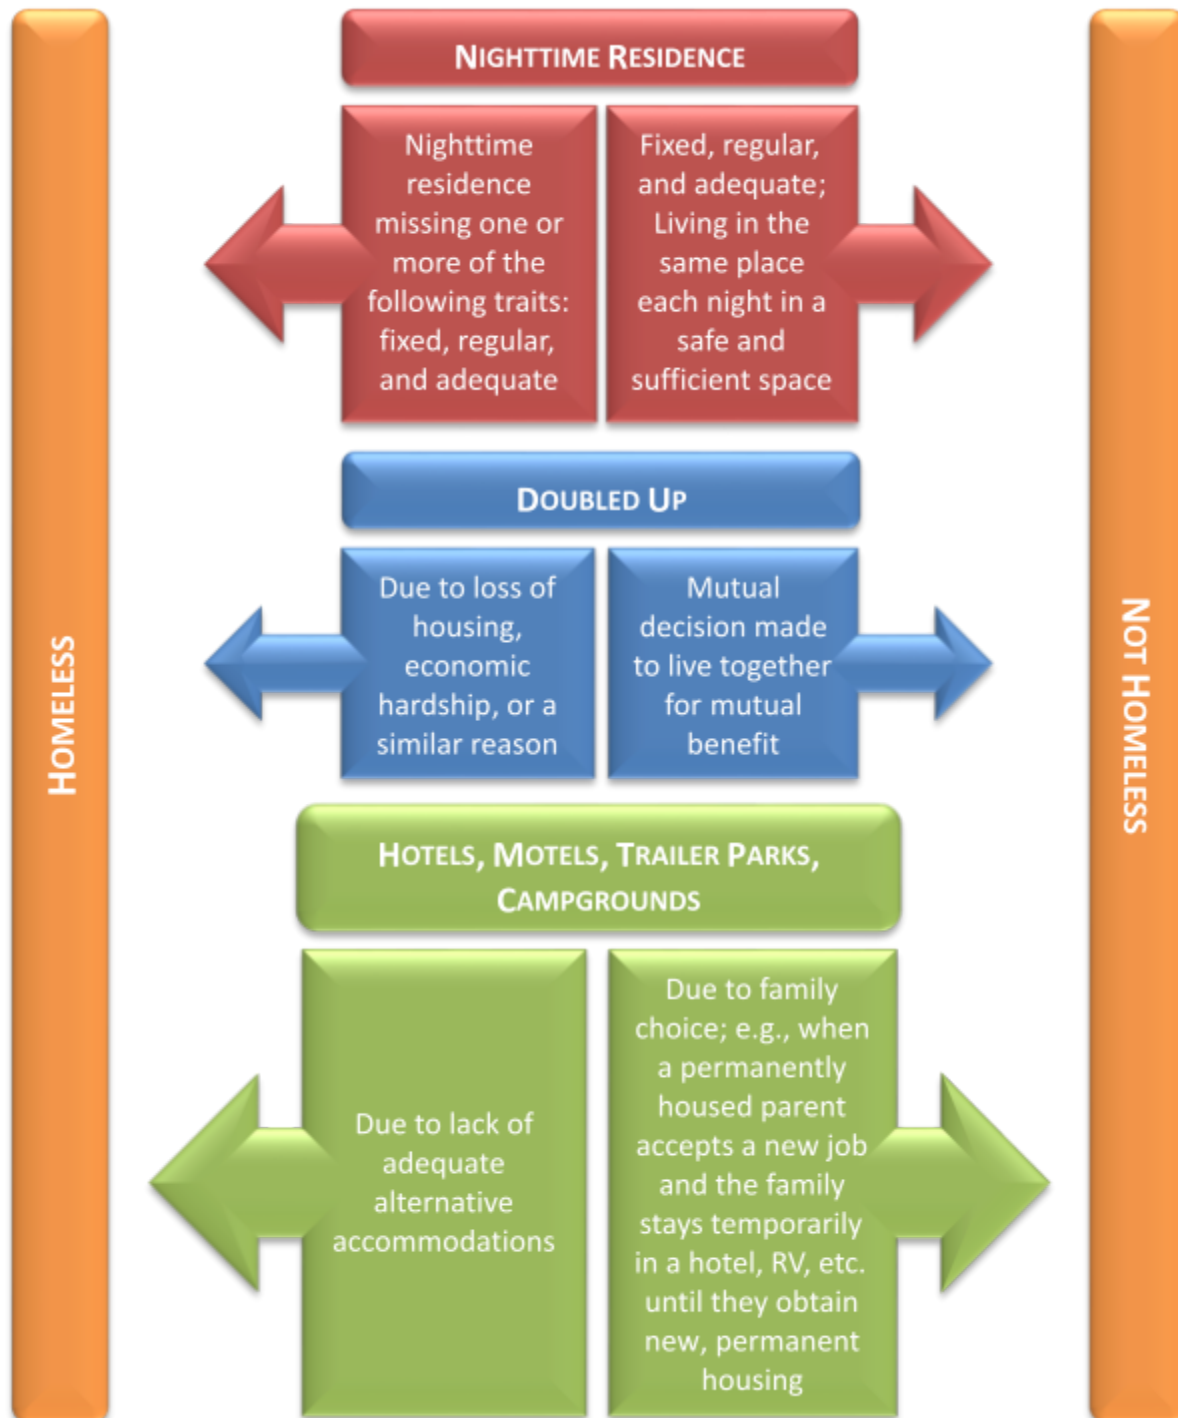 HOMELESS
NIGHTTIME RESIDENCE
Nighttime
residence
missing one or
more of the
following traits:
fixed, regular,
and adequate
Fixed, regular,
and adequate;
Living in the
same place
each night in a
safe and
sufficient space
DOUBLED UP
Due to loss of
housing,
economic
hardship, or a
similar reason
Mutual
decision made
to live together
for mutual
benefit
HOTELS, MOTELS, TRAILER PARKS,
CAMPGROUNDS
Due to lack of
adequate
alternative
accommodations
Due to family
choice; e.g., when
a permanently
housed parent
accepts a new job
and the family
stays temporarily
in a hotel, RV, etc.
until they obtain
new, permanent
housing
NOT HOMELESS